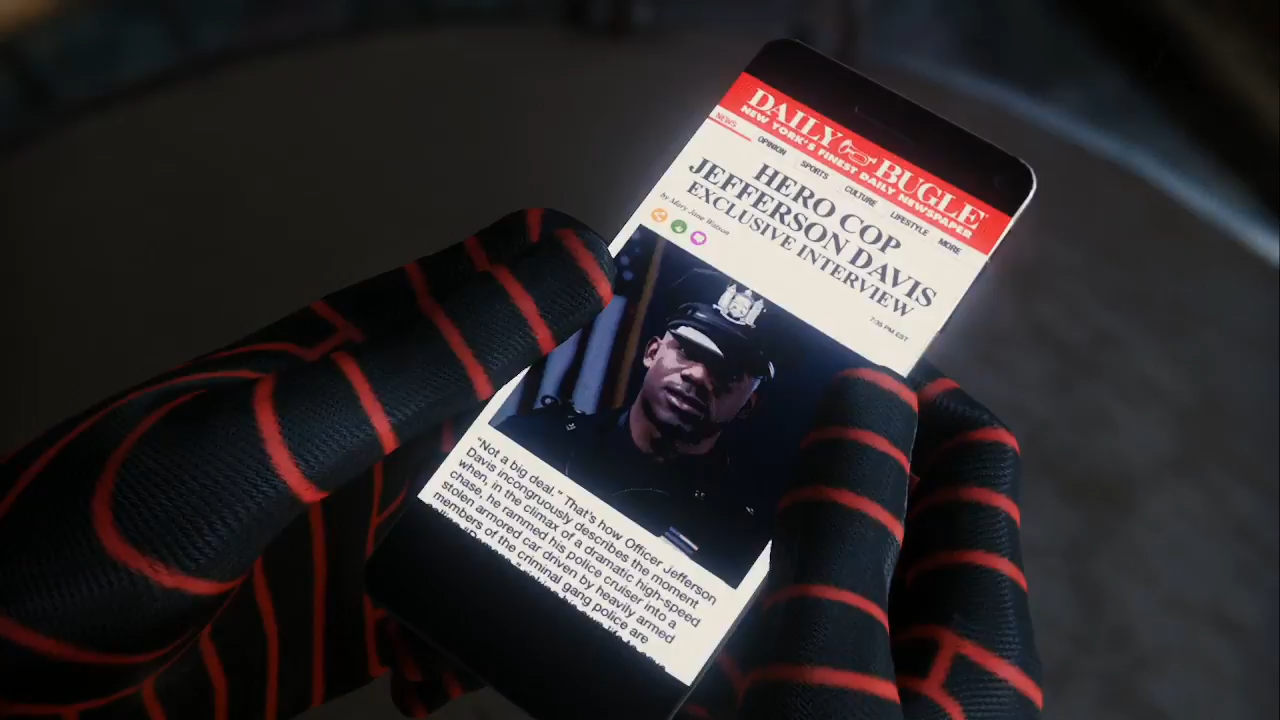 DAILY BUGLE
NEW YORK'S FINEST DAILY NEWSPAPER
NEWS OPINION SPORTS CULTURE LIFESTYLE MORE
HERO COP
JEFFERSON DAVIS
EXCLUSIVE INTERVIEW
by Mary Jane Watson
7:35 PM EST
"Not a big deal." That's how Officer Jefferson
Davis incongruously describes the moment
when, in the climax of a dramatic high-speed
chase, he rammed his police cruiser into a
stolen armored car driven by heavily armed
members of the criminal gang police are